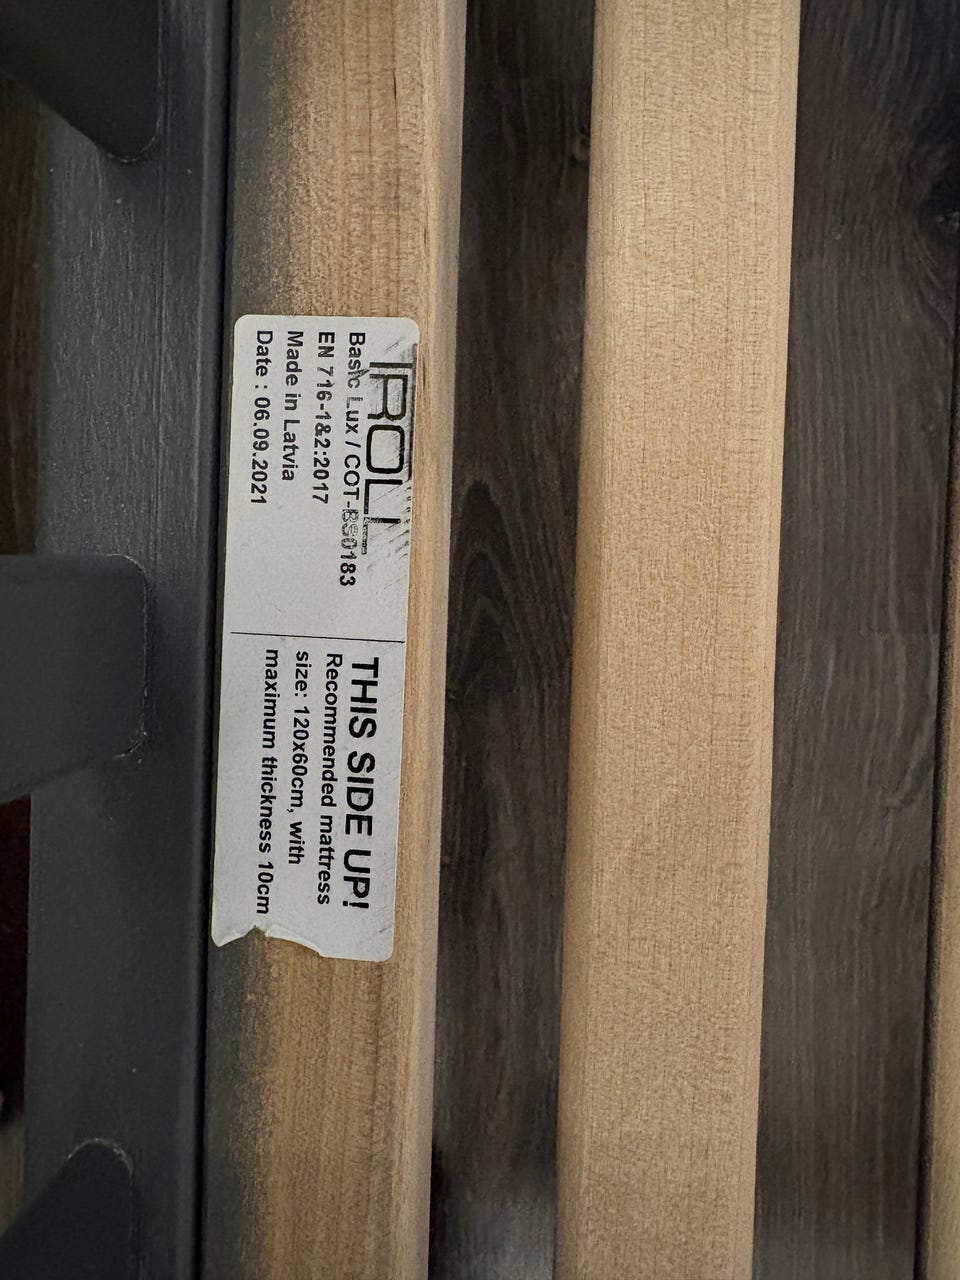 TROLL
Basic Lux / COT-BS0183
EN 716-1&2:2017
Made in Latvia
Date : 06.09.2021
THIS SIDE UP!
Recommended mattress
size: 120x60cm, with
maximum thickness 10cm